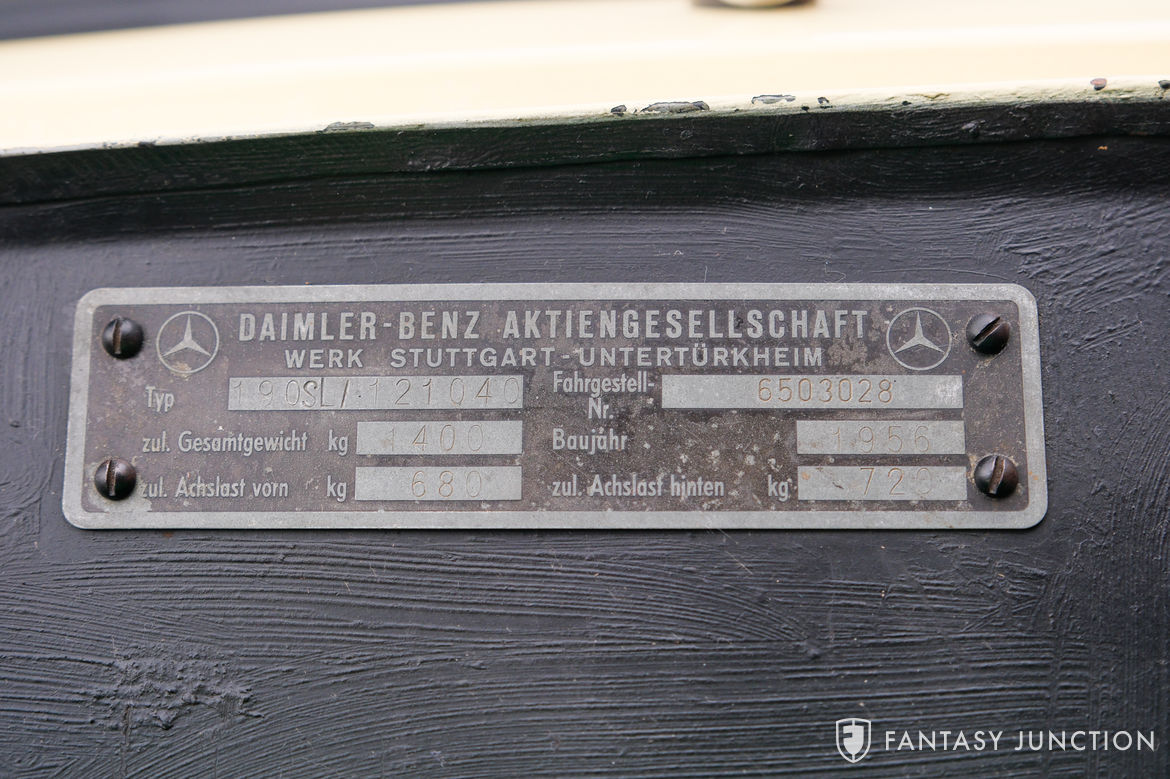 DAIMLER-BENZ AKTIENGESELLSCHAFT
WERK STUTTGART-UNTERTÜRKHEIM
Typ 190SL/121040 Fahrgestell-Nr. 6503028
zul. Gesamtgewicht kg 1400 Baujahr 1956
zul. Achslast vorn kg 680 zul. Achslast hinten kg 720
FANTASY JUNCTION